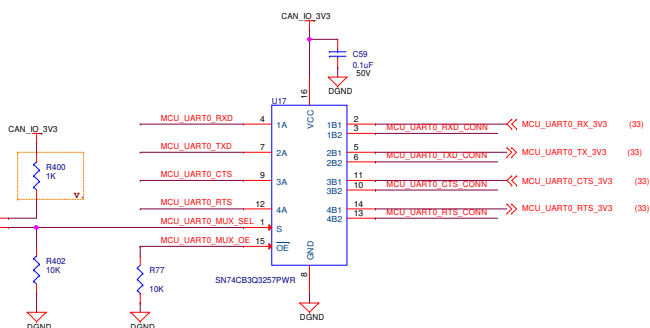 CAN_IO_3V3
C59
0.1uF
50V
DGND
U17
16
VCC
MCU_UART0_RXD 4 1A 1B1 2 MCU_UART0_RX_3V3 (33)
1B2 3 MCU_UART0_RXD_CONN
CAN_IO_3V3
MCU_UART0_TXD 7 2A 2B1 5 MCU_UART0_TX_3V3 (33)
2B2 6 MCU_UART0_TXD_CONN
R400
1K
V.
MCU_UART0_CTS 9 3A 3B1 11 MCU_UART0_CTS_3V3 (33)
3B2 10 MCU_UART0_CTS_CONN
MCU_UART0_RTS 12 4A 4B1 14 MCU_UART0_RTS_3V3 (33)
4B2 13 MCU_UART0_RTS_CONN
MCU_UART0_MUX_SEL 1 S
MCU_UART0_MUX_OE 15 OE
GND
8
R402
10K
R77
10K
SN74CB3Q3257PWR
DGND
DGND
DGND